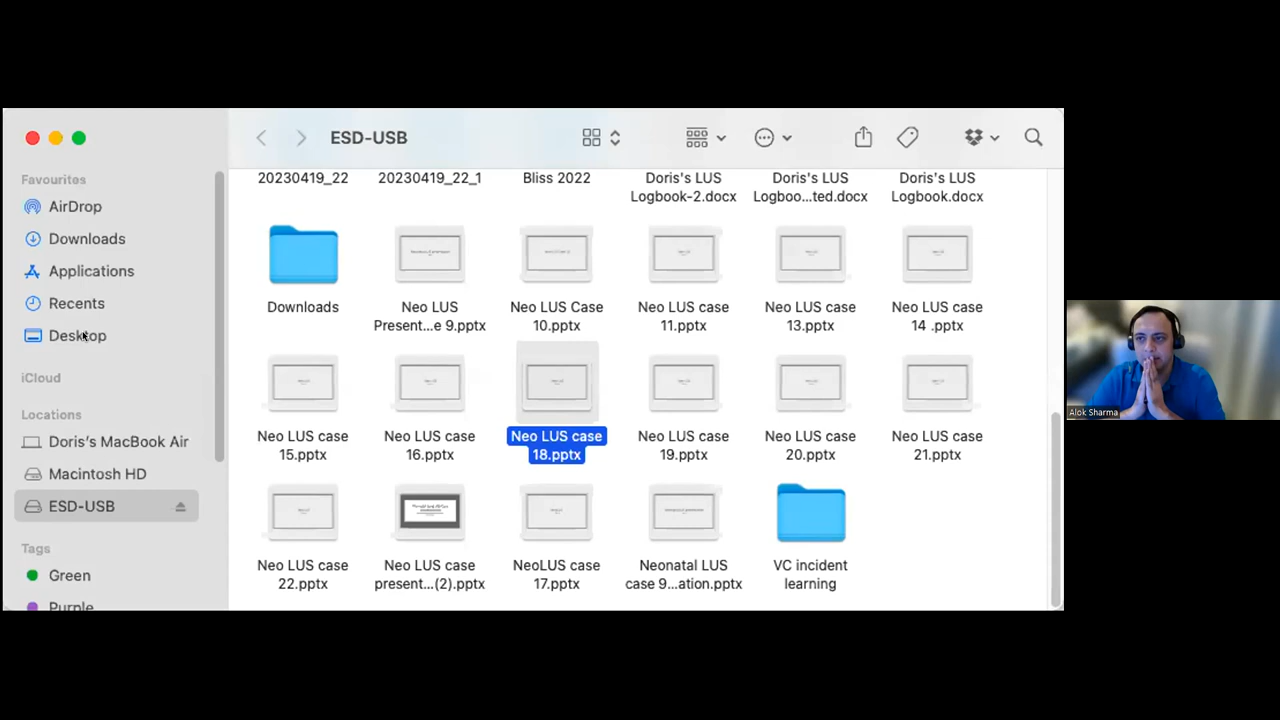 ESD-USB
Favourites
AirDrop
Downloads
Applications
Recents
Desktop
iCloud
Locations
Doris's MacBook Air
Macintosh HD
ESD-USB
Tags
Green
Purple
20230419_22
20230419_22_1
Bliss 2022
Doris's LUS
Logbook-2.docx
Doris's LUS
Logboo...ted.docx
Doris's LUS
Logbook.docx
Downloads
Neo LUS
Present...e 9.pptx
Neo LUS Case
10.pptx
Neo LUS case
11.pptx
Neo LUS case
13.pptx
Neo LUS case
14 .pptx
Neo LUS case
15.pptx
Neo LUS case
16.pptx
Neo LUS case
18.pptx
Neo LUS case
19.pptx
Neo LUS case
20.pptx
Neo LUS case
21.pptx
Neo LUS case
22.pptx
Neo LUS case
present...(2).pptx
NeoLUS case
17.pptx
Neonatal LUS
case 9...ation.pptx
VC incident
learning
Alok Sharma